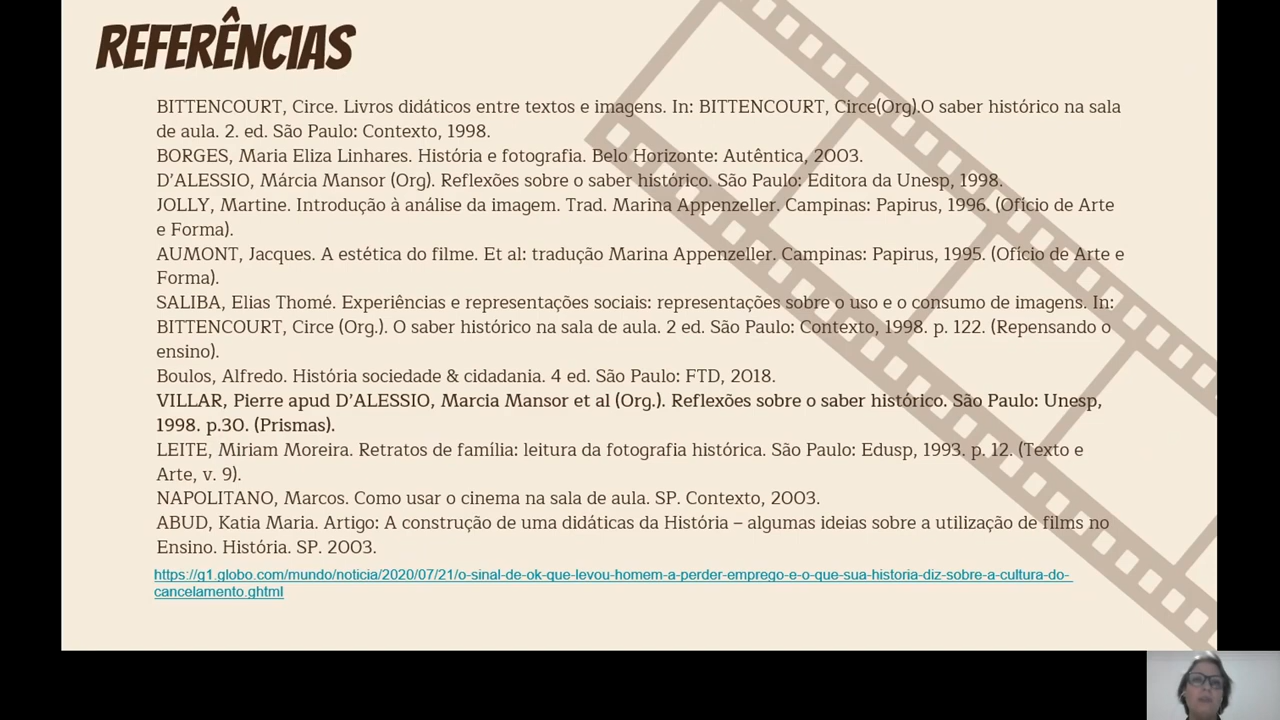 REFERÊNCIAS
BITTENCOURT, Circe. Livros didáticos entre textos e imagens. In: BITTENCOURT, Circe(Org).O saber histórico na sala
de aula. 2. ed. São Paulo: Contexto, 1998.
BORGES, Maria Eliza Linhares. História e fotografia. Belo Horizonte: Autêntica, 2003.
D'ALESSIO, Márcia Mansor (Org). Reflexões sobre o saber histórico. São Paulo: Editora da Unesp, 1998.
JOLLY, Martine. Introdução à análise da imagem. Trad. Marina Appenzeller. Campinas: Papirus, 1996. (Ofício de Arte
e Forma).
AUMONT, Jacques. A estética do filme. Et al: tradução Marina Appenzeller. Campinas: Papirus, 1995. (Ofício de Arte e
Forma).
SALIBA, Elias Thomé. Experiências e representações sociais: representações sobre o uso e o consumo de imagens. In:
BITTENCOURT, Circe (Org.). O saber histórico na sala de aula. 2 ed. São Paulo: Contexto, 1998. p. 122. (Repensando o
ensino).
Boulos, Alfredo. História sociedade & cidadania. 4 ed. São Paulo: FTD, 2018.
VILLAR, Pierre apud D'ALESSIO, Marcia Mansor et al (Org.). Reflexões sobre o saber histórico. São Paulo: Unesp,
1998. p.30. (Prismas).
LEITE, Miriam Moreira. Retratos de família: leitura da fotografia histórica. São Paulo: Edusp, 1993. p. 12. (Texto e
Arte, v. 9).
NAPOLITANO, Marcos. Como usar o cinema na sala de aula. SP. Contexto, 2003.
ABUD, Katia Maria. Artigo: A construção de uma didáticas da História – algumas ideias sobre a utilização de films no
Ensino. História. SP. 2003.
https://g1.globo.com/mundo/noticia/2020/07/21/o-sinal-de-ok-que-levou-homem-a-perder-emprego-e-o-que-sua-historia-diz-sobre-a-cultura-do-
cancelamento.ghtml